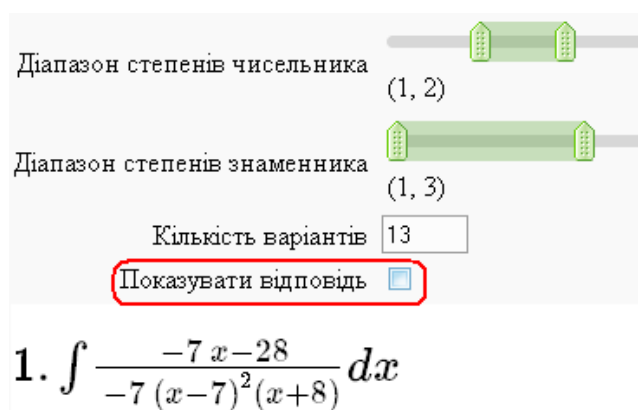 Діапазон степенів чисельника
(1, 2)
Діапазон степенів знаменника
(1, 3)
Кількість варіантів 13
Показувати відповідь
1. ∫ (−7 x−28)/(−7 (x−7)²(x+8)) dx